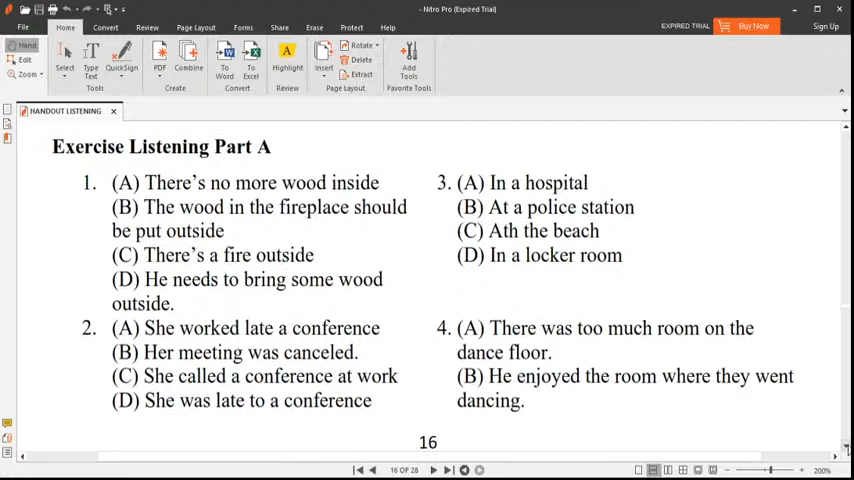 - Nitro Pro (Expired Trial)
File Home Convert Review Page Layout Forms Share Erase Protect Help
EXPIRED TRIAL Buy Now Sign Up
Hand
Edit
Zoom
Select
Type Text
QuickSign
Tools
PDF
Combine
Create
To Word
To Excel
Convert
Highlight
Review
Insert
Rotate
Delete
Extract
Page Layout
Add Tools
Favorite Tools
HANDOUT LISTENING
Exercise Listening Part A
1. (A) There's no more wood inside
(B) The wood in the fireplace should
be put outside
(C) There's a fire outside
(D) He needs to bring some wood
outside.
2. (A) She worked late a conference
(B) Her meeting was canceled.
(C) She called a conference at work
(D) She was late to a conference
3. (A) In a hospital
(B) At a police station
(C) Ath the beach
(D) In a locker room
4. (A) There was too much room on the
dance floor.
(B) He enjoyed the room where they went
dancing.
16
16 OF 28
200%